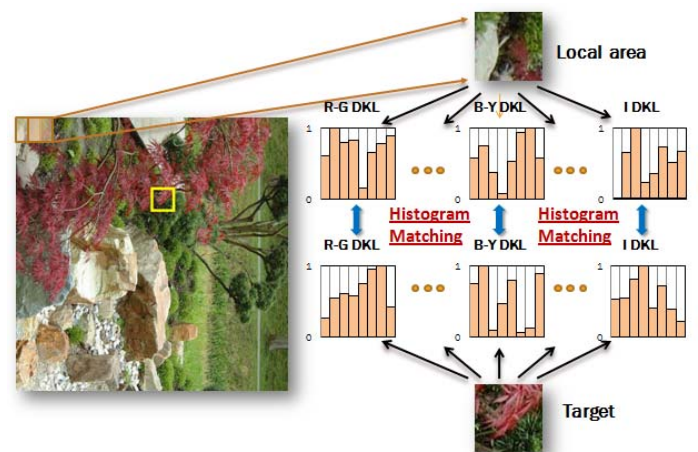 Local area
R-G DKL
B-Y DKL
I DKL
1
0
1
0
1
0
Histogram
Matching
Histogram
Matching
R-G DKL
B-Y DKL
I DKL
1
0
1
0
1
0
Target